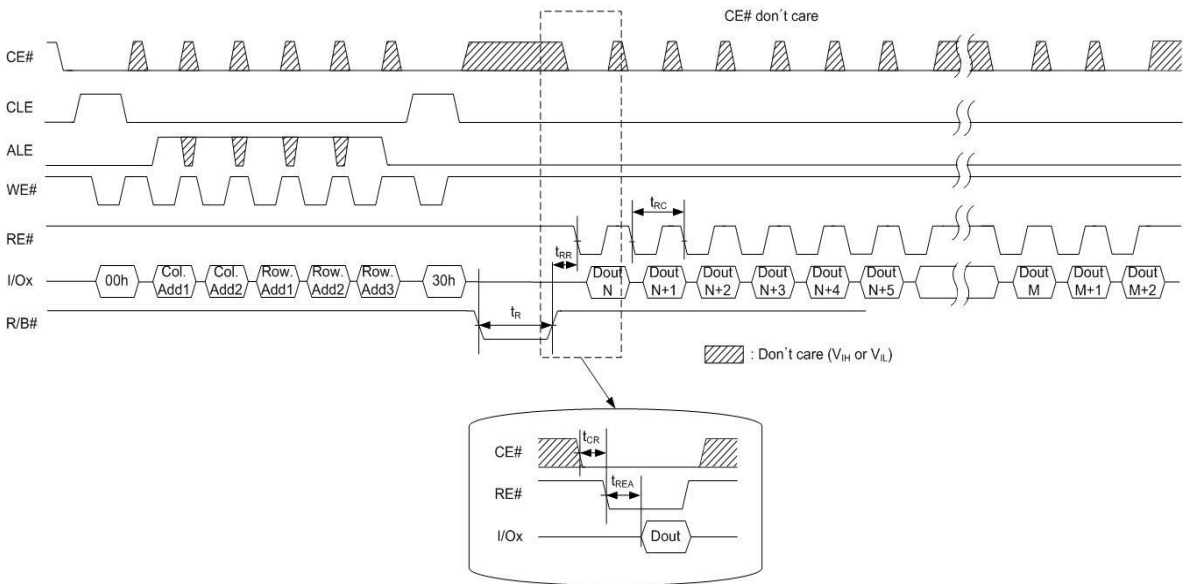 CE# don´t care
CE#
CLE
ALE
WE#
tRC
RE#
tRR
I/Ox
00h
Col. Add1
Col. Add2
Row. Add1
Row. Add2
Row. Add3
30h
Dout N
Dout N+1
Dout N+2
Dout N+3
Dout N+4
Dout N+5
Dout M
Dout M+1
Dout M+2
R/B#
tR
: Don´t care (VIH or VIL)
CE#
tCR
RE#
tREA
I/Ox
Dout